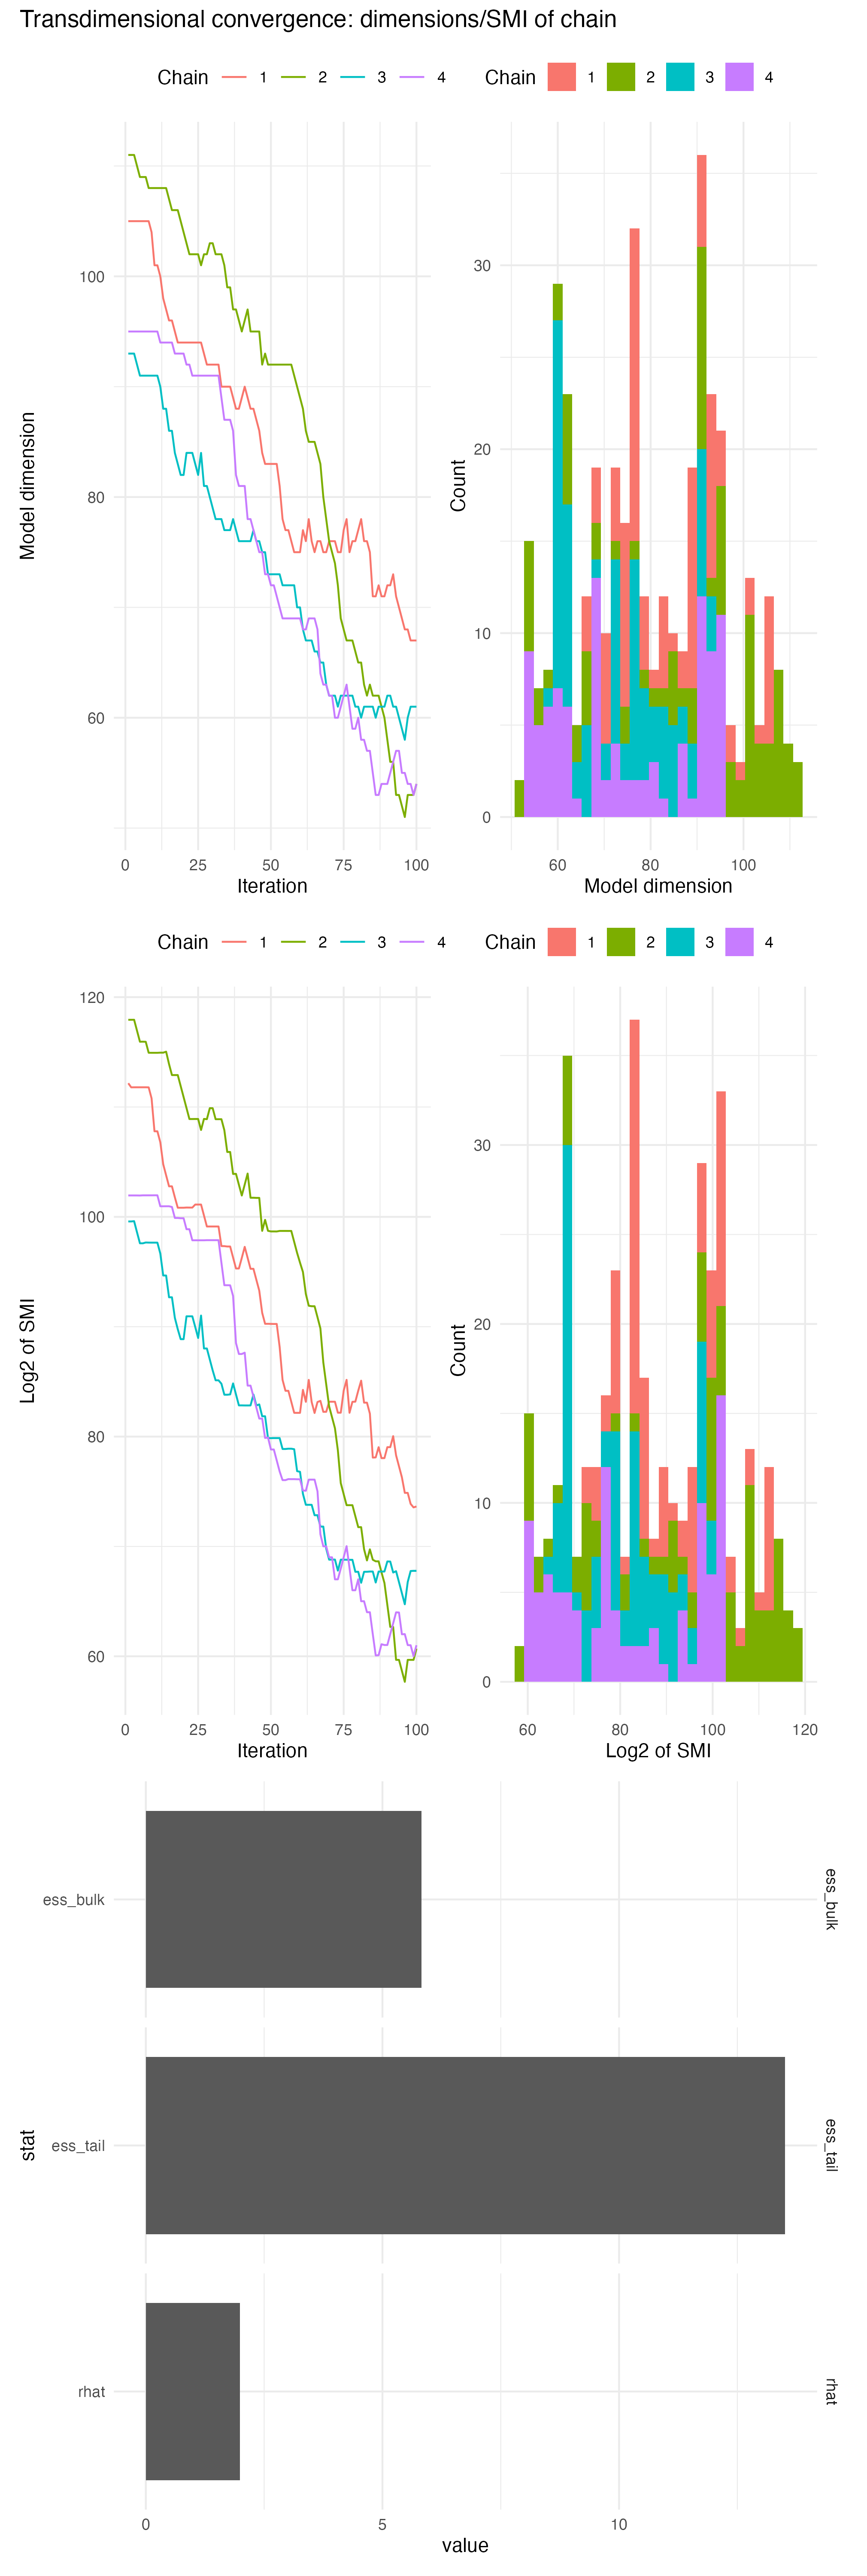 Transdimensional convergence: dimensions/SMI of chain
Chain 1 2 3 4 Chain 1 2 3 4
Model dimension
100
80
60
0 25 50 75 100
Iteration
Count
30
20
10
0
60 80 100
Model dimension
Chain 1 2 3 4 Chain 1 2 3 4
Log2 of SMI
120
100
80
60
0 25 50 75 100
Iteration
Count
30
20
10
0
60 80 100 120
Log2 of SMI
stat
ess_bulk
ess_bulk
ess_tail
ess_tail
rhat
rhat
0 5 10
value